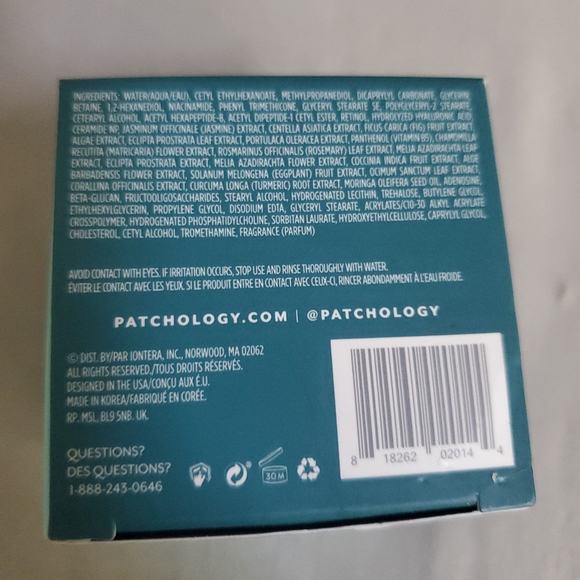 INGREDIENTS: WATER(AQUA/EAU), CETYL ETHYLHEXANOATE, METHYLPROPANEDIOL, DICAPRYLYL CARBONATE, GLYCERIN,
BETAINE, 1,2-HEXANEDIOL, NIACINAMIDE, PHENYL TRIMETHICONE, GLYCERYL STEARATE SE, POLYGLYCERYL-2 STEARATE,
CETEARYL ALCOHOL, ACETYL HEXAPEPTIDE-8, ACETYL DIPEPTIDE-1 CETYL ESTER, RETINOL, HYDROLYZED HYALURONIC ACID,
CERAMIDE NP, JASMINUM OFFICINALE (JASMINE) EXTRACT, CENTELLA ASIATICA EXTRACT, FICUS CARICA (FIG) FRUIT EXTRACT,
ALGAE EXTRACT, ECLIPTA PROSTRATA LEAF EXTRACT, PORTULACA OLERACEA EXTRACT, PANTHENOL (VITAMIN B5), CHAMOMILLA
RECUTITA (MATRICARIA) FLOWER EXTRACT, ROSMARINUS OFFICINALIS (ROSEMARY) LEAF EXTRACT, MELIA AZADIRACHTA LEAF
EXTRACT, ECLIPTA PROSTRATA EXTRACT, MELIA AZADIRACHTA FLOWER EXTRACT, COCCINIA INDICA FRUIT EXTRACT, ALOE
BARBADENSIS FLOWER EXTRACT, SOLANUM MELONGENA (EGGPLANT) FRUIT EXTRACT, OCIMUM SANCTUM LEAF EXTRACT,
CORALLINA OFFICINALIS EXTRACT, CURCUMA LONGA (TURMERIC) ROOT EXTRACT, MORINGA OLEIFERA SEED OIL, ADENOSINE,
BETA-GLUCAN, FRUCTOOLIGOSACCHARIDES, STEARYL ALCOHOL, HYDROGENATED LECITHIN, TREHALOSE, BUTYLENE GLYCOL,
ETHYLHEXYLGLYCERIN, PROPYLENE GLYCOL, DISODIUM EDTA, GLYCERYL STEARATE, ACRYLATES/C10-30 ALKYL ACRYLATE
CROSSPOLYMER, HYDROGENATED PHOSPHATIDYLCHOLINE, SORBITAN LAURATE, HYDROXYETHYLCELLULOSE, CAPRYLYL GLYCOL,
CHOLESTEROL, CETYL ALCOHOL, TROMETHAMINE, FRAGRANCE (PARFUM)
AVOID CONTACT WITH EYES. IF IRRITATION OCCURS, STOP USE AND RINSE THOROUGHLY WITH WATER.
ÉVITER LE CONTACT AVEC LES YEUX. SI LE PRODUIT ENTRE EN CONTACT AVEC CEUX-CI, RINCER ABONDAMMENT À L'EAU FROIDE.
PATCHOLOGY.COM | @PATCHOLOGY
© DIST. BY/PAR IONTERA, INC., NORWOOD, MA 02062
ALL RIGHTS RESERVED./TOUS DROITS RÉSERVÉS.
DESIGNED IN THE USA/CONÇU AUX É.U.
MADE IN KOREA/FABRIQUÉ EN CORÉE.
RP. MSL, BL9 5NB. UK.
QUESTIONS?
DES QUESTIONS?
1-888-243-0646
30 M
8 18262 02014 4